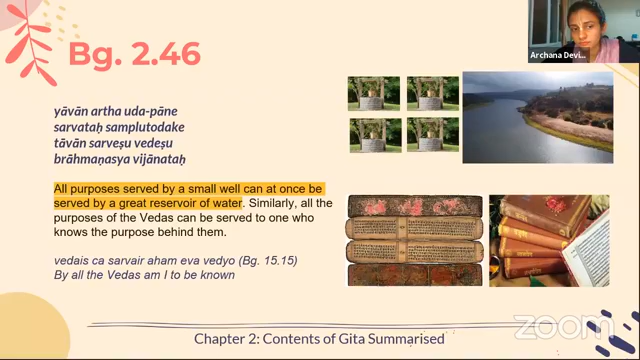 Bg. 2.46
Archana Devi...
yāvān artha uda-pāne
sarvataḥ samplutodake
tāvān sarveṣu vedeṣu
brāhmaṇasya vijānataḥ
All purposes served by a small well can at once be
served by a great reservoir of water. Similarly, all the
purposes of the Vedas can be served to one who
knows the purpose behind them.
vedais ca sarvair aham eva vedyo (Bg. 15.15)
By all the Vedas am I to be known
Chapter 2: Contents of Gita Summarised
zoom